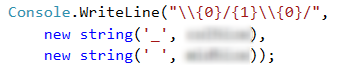 Console.WriteLine("\\{0}/{1}\\{0}/",
new string('_', 
new string(' ', ));